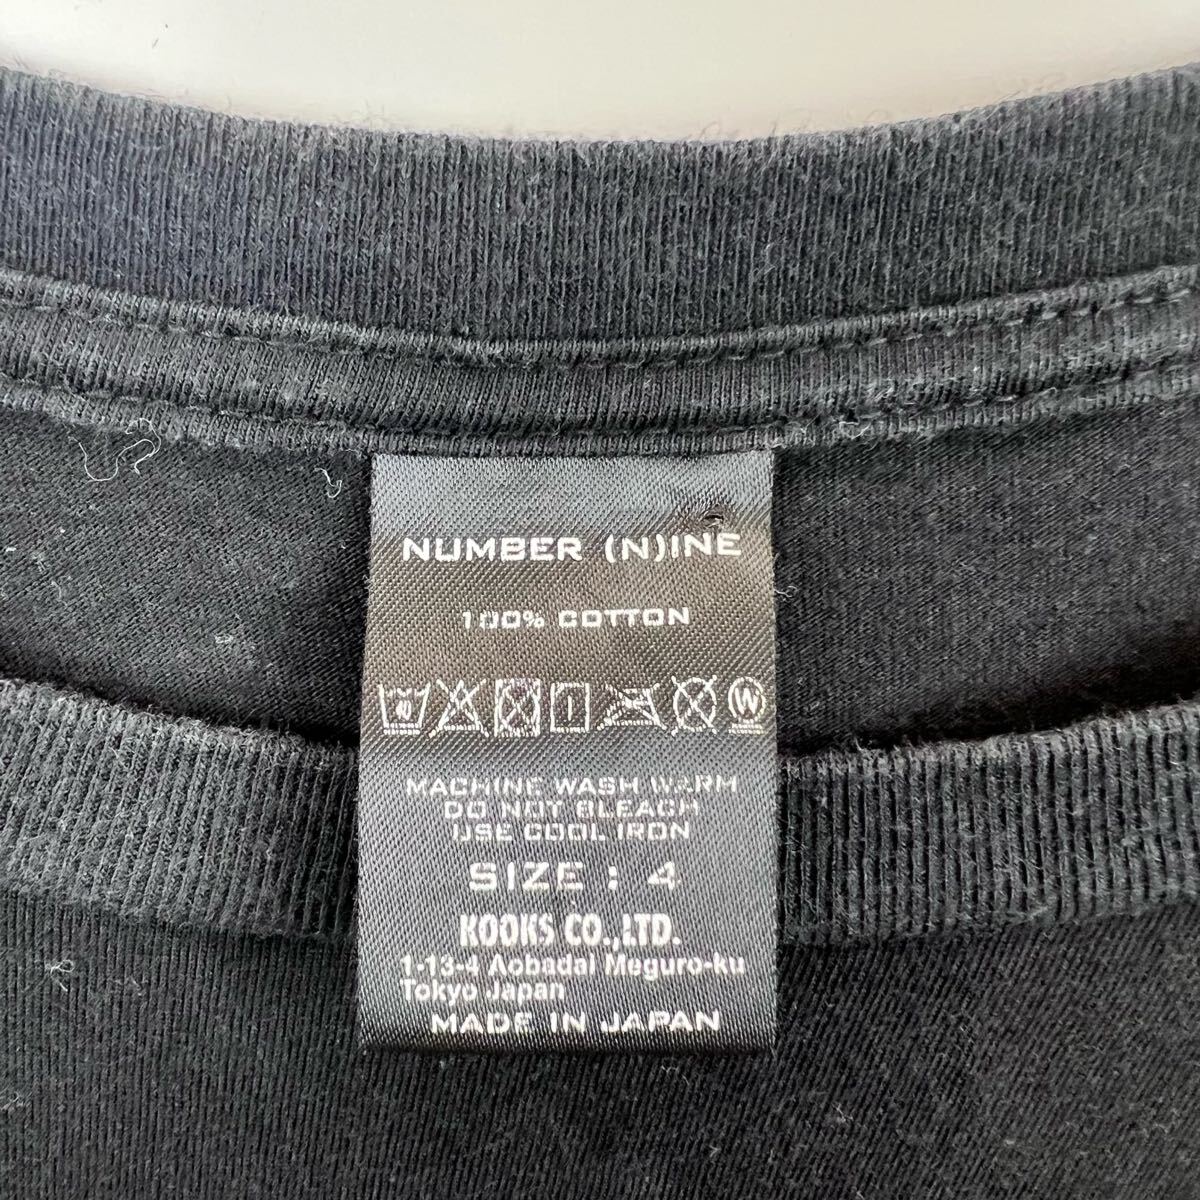 NUMBER (N)INE
100% COTTON
40 W
MACHINE WASH WARM
DO NOT BLEACH
USE COOL IRON
SIZE : 4
KOOKS CO.,LTD.
1-13-4 Aobadai Meguro-ku
Tokyo Japan
MADE IN JAPAN